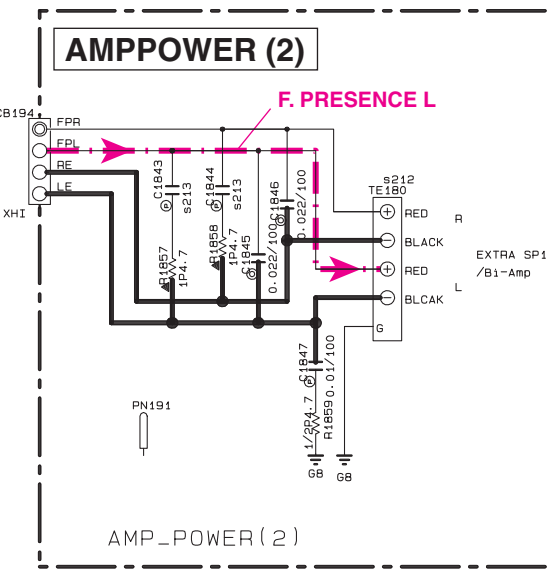 AMPPOWER (2)
F. PRESENCE L
CB194
FPR
FPL
RE
LE
XHI
C1843
s213
C1844
s213
C1846
0.022/100
R1857
1P4.7
R1858
1P4.7
C1845
0.022/100
s212
TE180
RED
R
BLACK
EXTRA SP1
/Bi-Amp
RED
L
BLCAK
G
C1847
0.01/100
1/2P4.7
R1859
PN191
G8
G8
AMP_POWER(2)